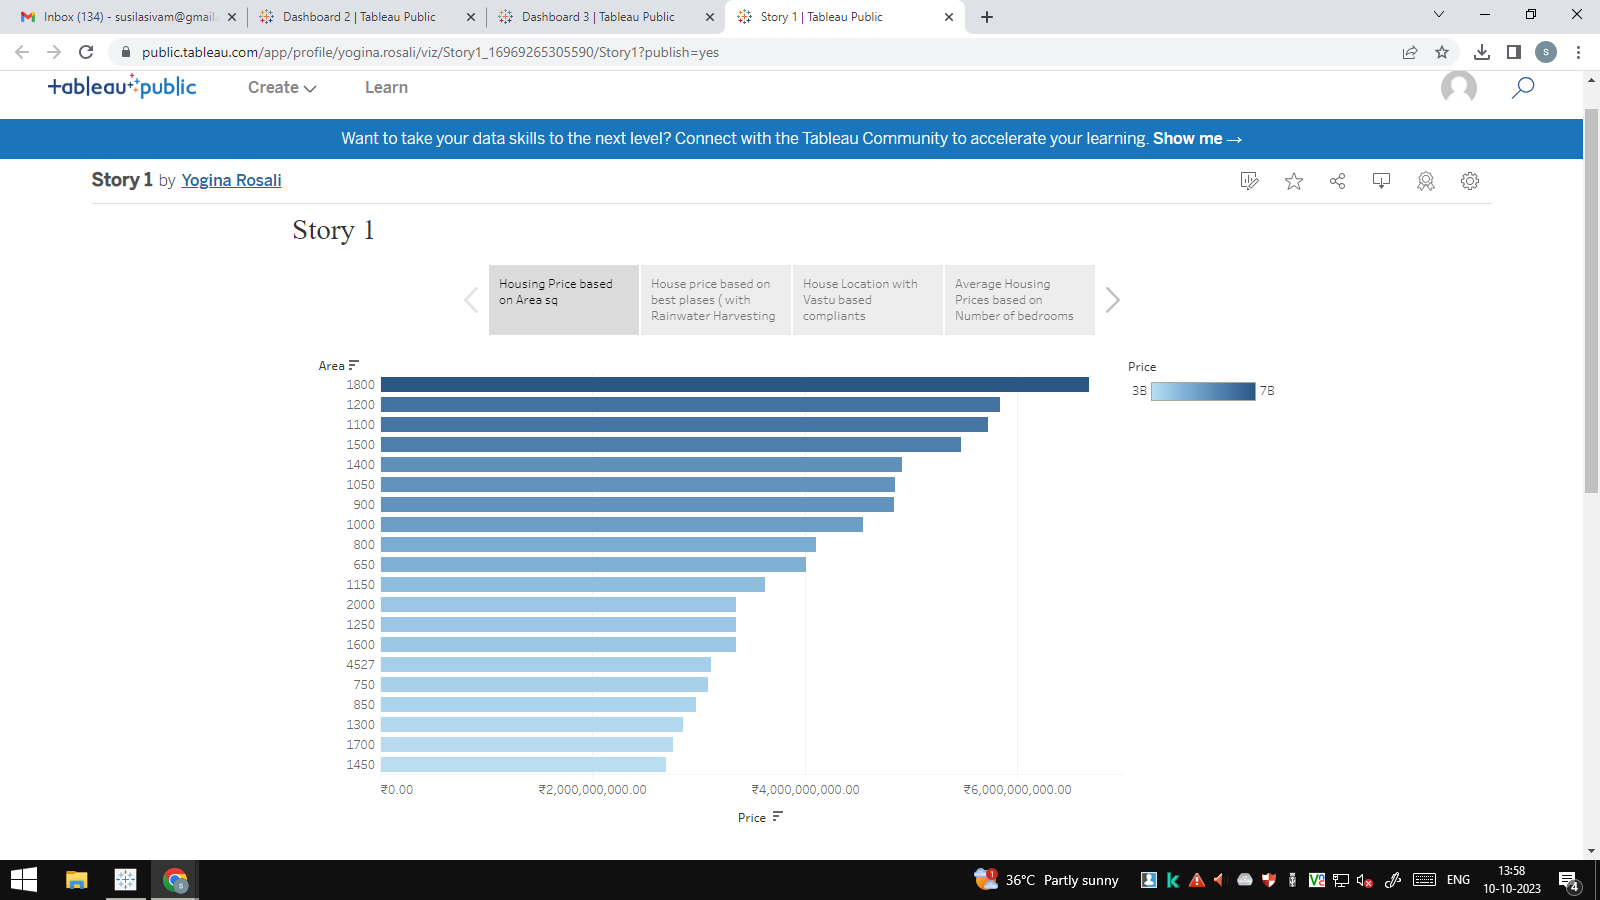 Inbox (134) - susilasivam@gmail.
Dashboard 2 | Tableau Public
Dashboard 3 | Tableau Public
Story 1 | Tableau Public
public.tableau.com/app/profile/yogina.rosali/viz/Story1_16969265305590/Story1?publish=yes
S
+ableau public
Create
Learn
Want to take your data skills to the next level? Connect with the Tableau Community to accelerate your learning. Show me →
Story 1 by Yogina Rosali
Story 1
Housing Price based
on Area sq
House price based on
best plases ( with
Rainwater Harvesting
House Location with
Vastu based
compliants
Average Housing
Prices based on
Number of bedrooms
Area
1800
1200
1100
1500
1400
1050
900
1000
800
650
1150
2000
1250
1600
4527
750
850
1300
1700
1450
₹0.00
₹2,000,000,000.00
₹4,000,000,000.00
₹6,000,000,000.00
Price
Price
3B
7B
S
1
36°C Partly sunny
ENG
13:58
10-10-2023
4